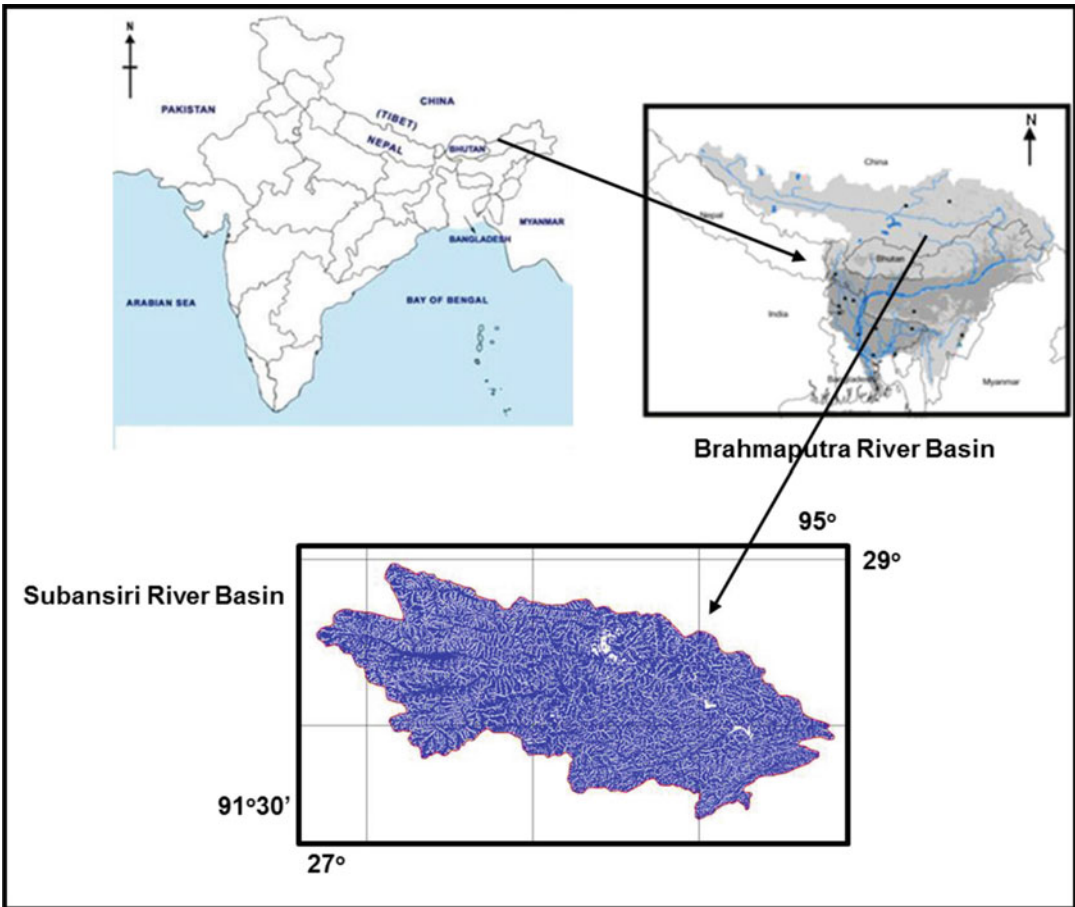 N
CHINA
PAKISTAN
(TIBET)
NEPAL
BHUTAN
MYANMAR
BANGLADESH
ARABIAN SEA
BAY OF BENGAL
N
China
Nepal
Bhutan
India
Bangladesh
Myanmar
Brahmaputra River Basin
95°
29°
Subansiri River Basin
91°30'
27°